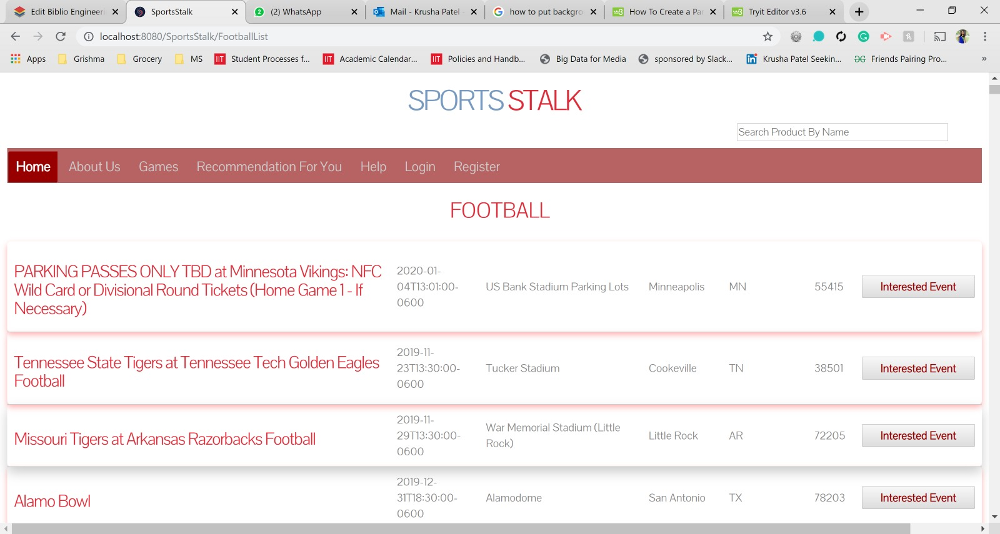 Edit Biblio Engineeri
SportsStalk
(2) WhatsApp
Mail - Krusha Patel -
how to put backgro
How To Create a Par
Tryit Editor v3.6
localhost:8080/SportsStalk/FootballList
Apps
Grishma
Grocery
MS
Student Processes f...
Academic Calendar...
Policies and Handb...
Big Data for Media
sponsored by Slack...
Krusha Patel Seekin...
Friends Pairing Pro...
»
SPORTS STALK
Search Product By Name
Home About Us Games Recommendation For You Help Login Register
FOOTBALL
PARKING PASSES ONLY TBD at Minnesota Vikings: NFC
Wild Card or Divisional Round Tickets (Home Game 1 - If
Necessary)
2020-01-
04T13:01:00-
0600
US Bank Stadium Parking Lots
Minneapolis
MN
55415
Interested Event
Tennessee State Tigers at Tennessee Tech Golden Eagles
Football
2019-11-
23T13:30:00-
0600
Tucker Stadium
Cookeville
TN
38501
Interested Event
Missouri Tigers at Arkansas Razorbacks Football
2019-11-
29T13:30:00-
0600
War Memorial Stadium (Little
Rock)
Little Rock
AR
72205
Interested Event
Alamo Bowl
2019-12-
31T18:30:00-
0600
Alamodome
San Antonio
TX
78203
Interested Event